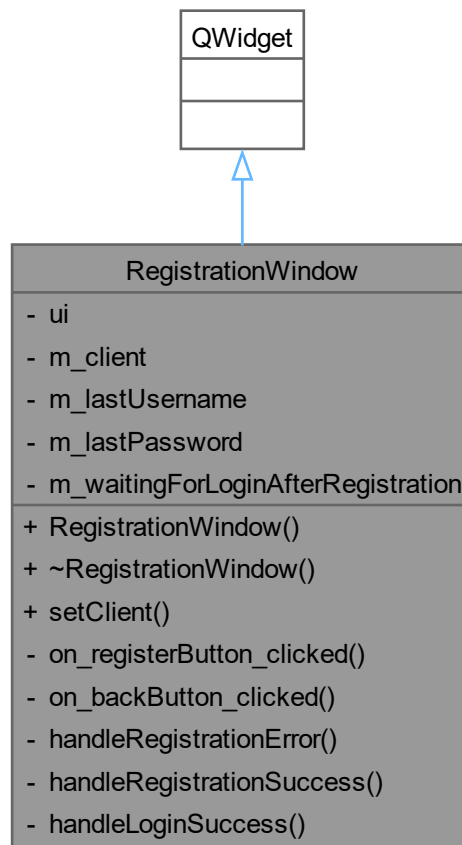 QWidget
RegistrationWindow
- ui
- m_client
- m_lastUsername
- m_lastPassword
- m_waitingForLoginAfterRegistration
+ RegistrationWindow()
+ ~RegistrationWindow()
+ setClient()
- on_registerButton_clicked()
- on_backButton_clicked()
- handleRegistrationError()
- handleRegistrationSuccess()
- handleLoginSuccess()